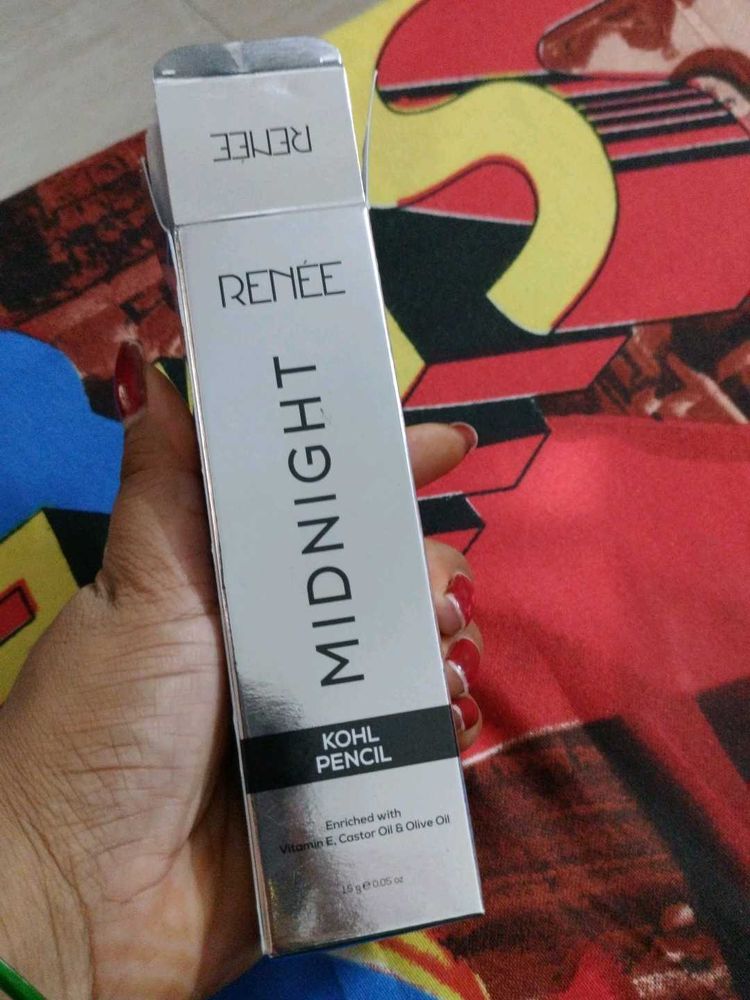 RENÉE
RENÉE
MIDNIGHT
KOHL
PENCIL
Enriched with
Vitamin E, Castor Oil & Olive Oil
1.5 g ℮ 0.05 oz